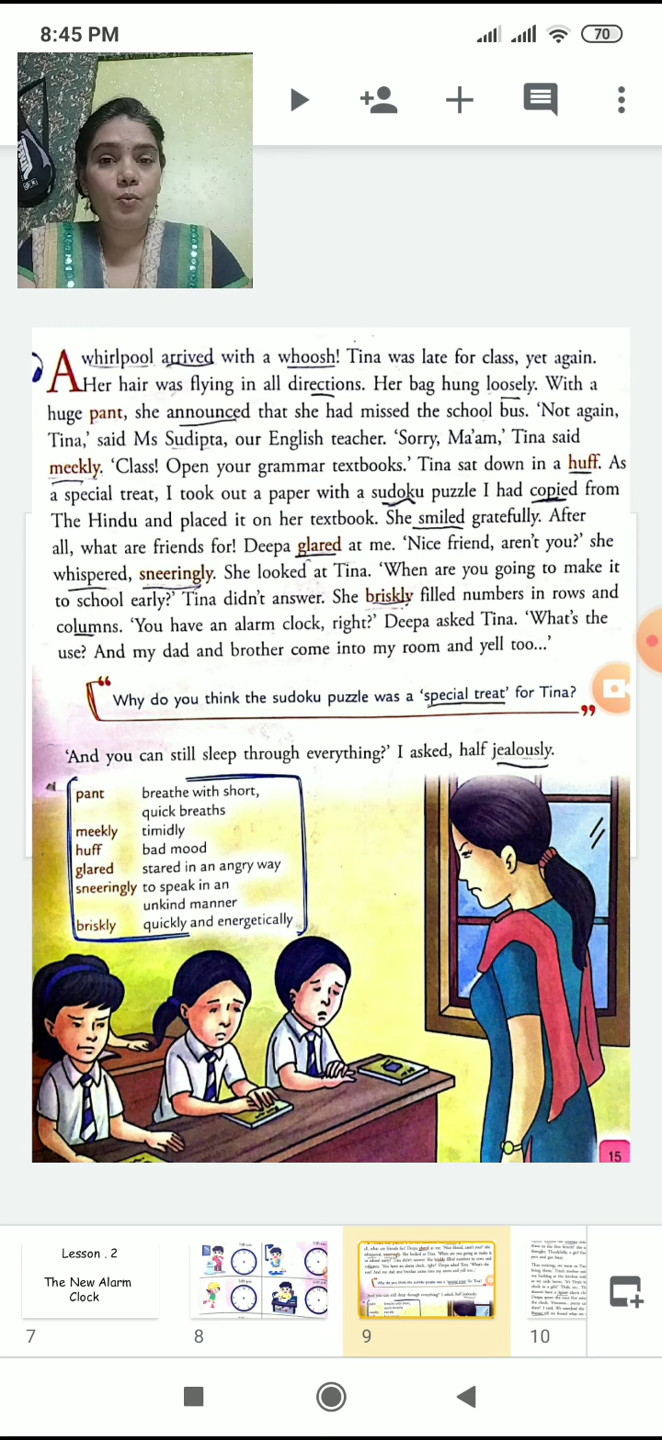 8:45 PM
70
A whirlpool arrived with a whoosh! Tina was late for class, yet again.
Her hair was flying in all directions. Her bag hung loosely. With a
huge pant, she announced that she had missed the school bus. ‘Not again,
Tina,’ said Ms Sudipta, our English teacher. ‘Sorry, Ma’am,’ Tina said
meekly. ‘Class! Open your grammar textbooks.’ Tina sat down in a huff. As
a special treat, I took out a paper with a sudoku puzzle I had copied from
The Hindu and placed it on her textbook. She smiled gratefully. After
all, what are friends for! Deepa glared at me. ‘Nice friend, aren’t you?’ she
whispered, sneeringly. She looked at Tina. ‘When are you going to make it
to school early?’ Tina didn’t answer. She briskly filled numbers in rows and
columns. ‘You have an alarm clock, right?’ Deepa asked Tina. ‘What’s the
use? And my dad and brother come into my room and yell too...’
“Why do you think the sudoku puzzle was a ‘special treat’ for Tina?”
‘And you can still sleep through everything?’ I asked, half jealously.
pant breathe with short,
quick breaths
meekly timidly
huff bad mood
glared stared in an angry way
sneeringly to speak in an
unkind manner
briskly quickly and energetically
15
Lesson . 2
The New Alarm
Clock
7
8
9
10